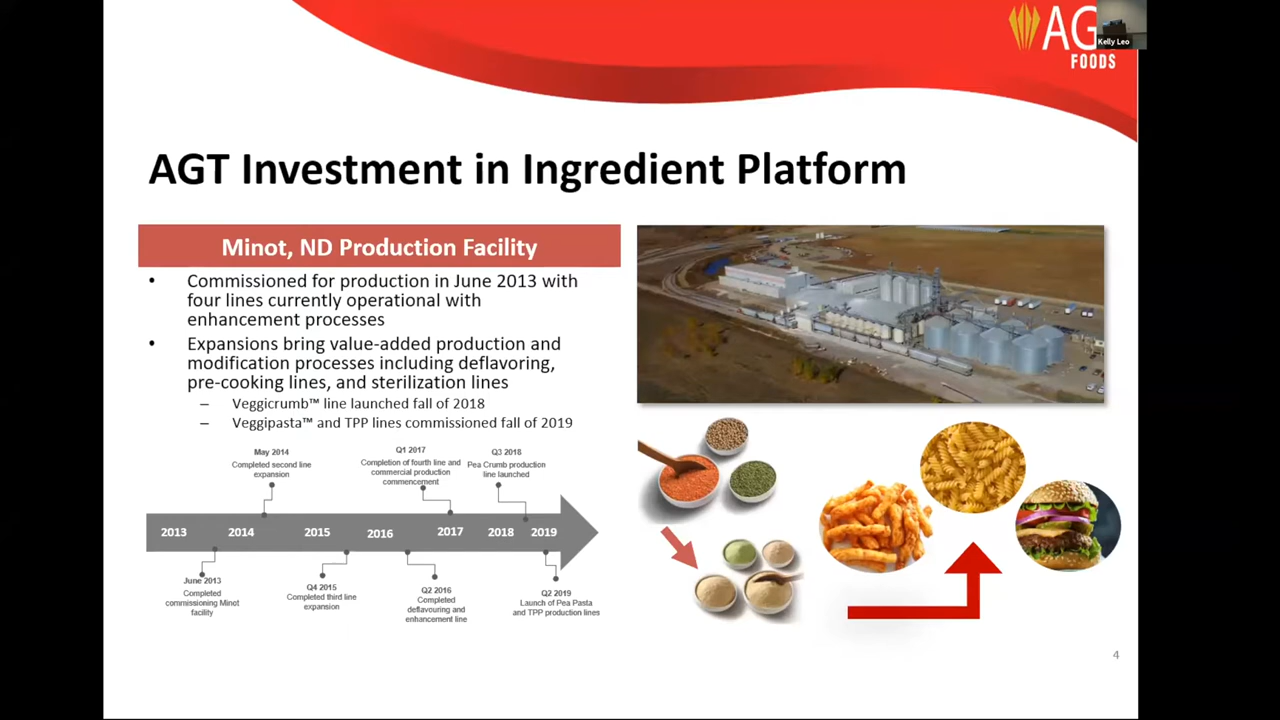 AG
FOODS
Kelly Leo
AGT Investment in Ingredient Platform
Minot, ND Production Facility
• Commissioned for production in June 2013 with
four lines currently operational with
enhancement processes
• Expansions bring value-added production and
modification processes including deflavoring,
pre-cooking lines, and sterilization lines
– Veggicrumb™ line launched fall of 2018
– Veggipasta™ and TPP lines commissioned fall of 2019
May 2014
Completed second line
expansion
Q1 2017
Completion of fourth line and
commercial production
commencement
Q3 2018
Pea Crumb production
line launched
2013 2014 2015 2016 2017 2018 2019
June 2013
Completed
commissioning Minot
facility
Q4 2015
Completed third line
expansion
Q2 2016
Completed
deflavouring and
enhancement line
Q2 2019
Launch of Pea Pasta
and TPP production lines
4